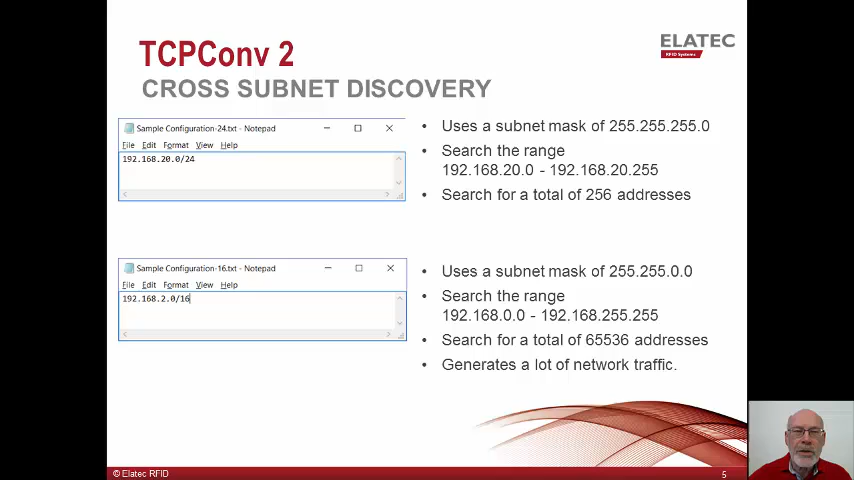 TCPConv 2
CROSS SUBNET DISCOVERY
ELATEC
RFID Systems
Sample Configuration-24.txt - Notepad
File Edit Format View Help
192.168.20.0/24
• Uses a subnet mask of 255.255.255.0
• Search the range
192.168.20.0 - 192.168.20.255
• Search for a total of 256 addresses
Sample Configuration-16.txt - Notepad
File Edit Format View Help
192.168.2.0/16
• Uses a subnet mask of 255.255.0.0
• Search the range
192.168.0.0 - 192.168.255.255
• Search for a total of 65536 addresses
• Generates a lot of network traffic.
© Elatec RFID
5